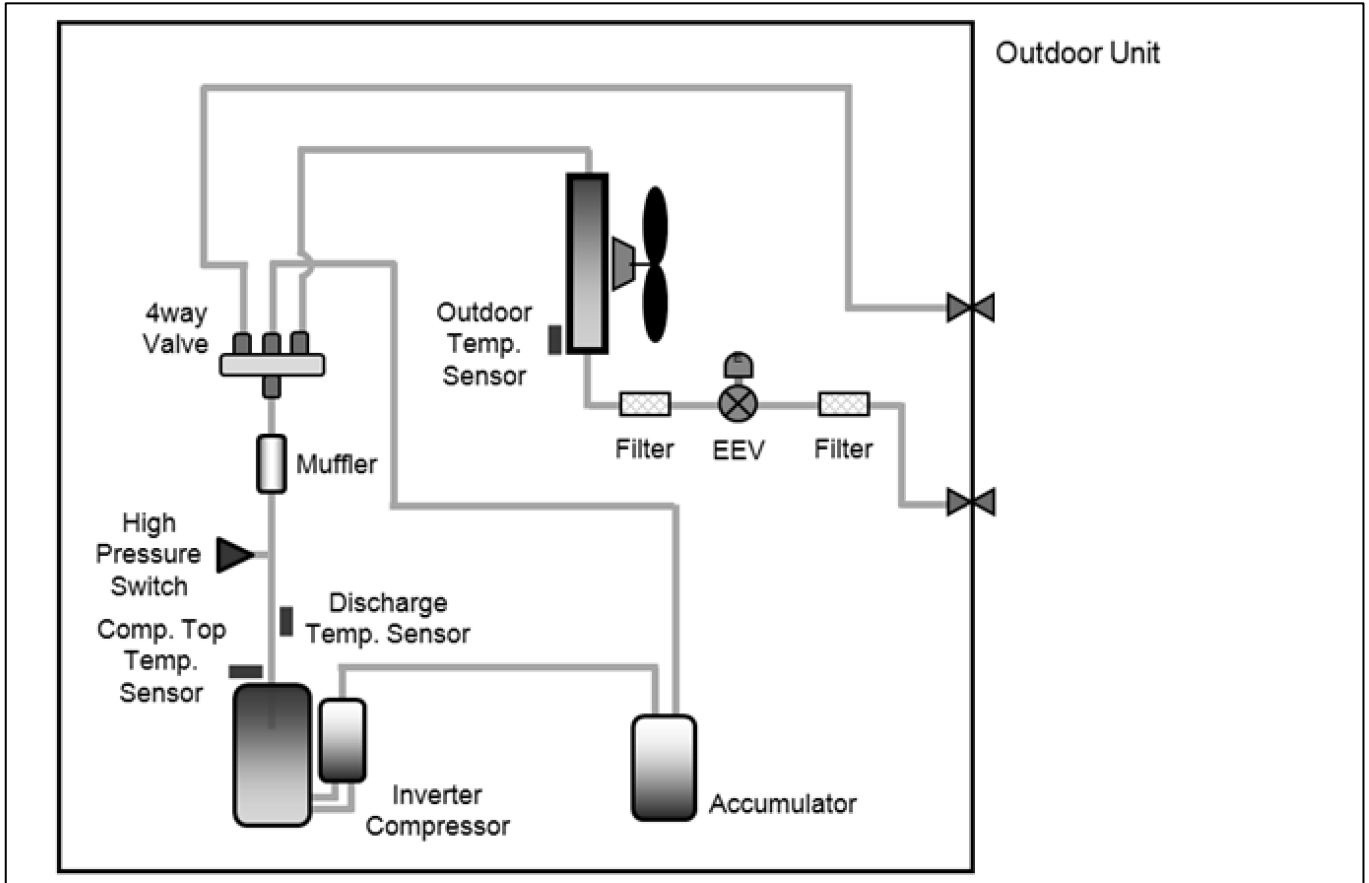 Outdoor Unit
4way
Valve
Outdoor
Temp.
Sensor
E
Filter
EEV
Filter
Muffler
High
Pressure
Switch
Discharge
Temp. Sensor
Comp. Top
Temp.
Sensor
Inverter
Compressor
Accumulator